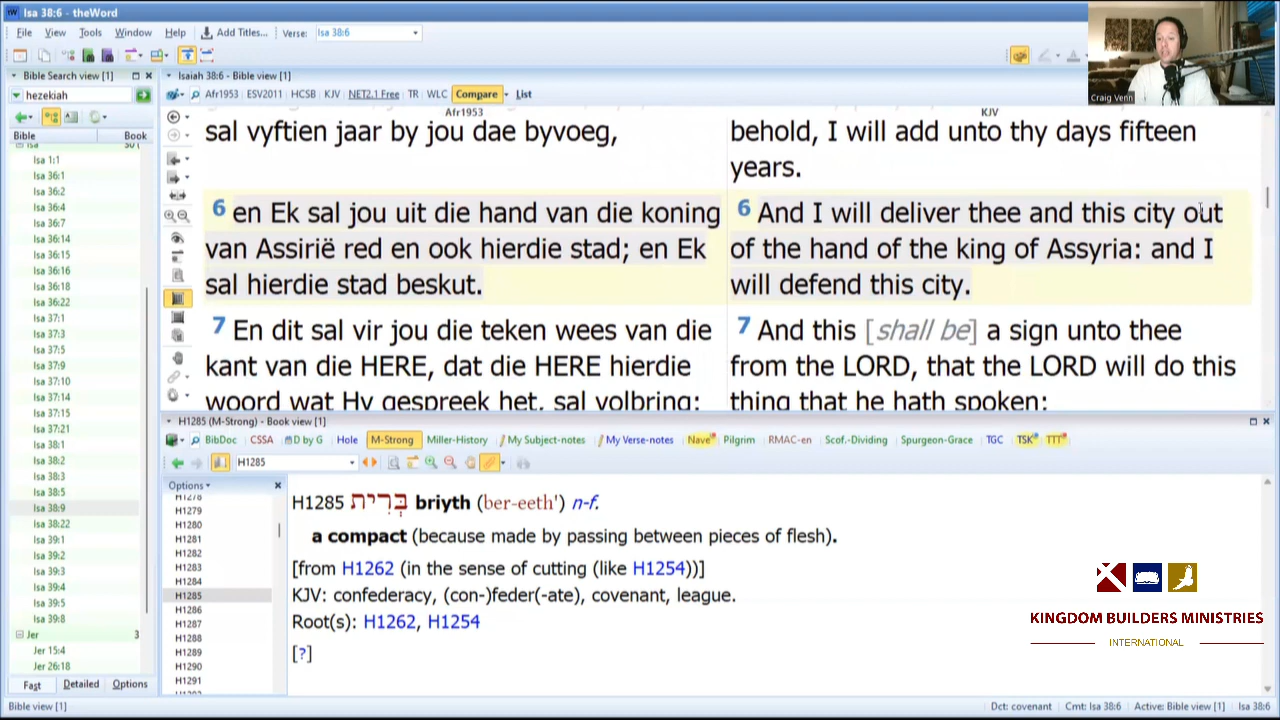 Isa 38:6 - theWord
File View Tools Window Help Add Titles... Verse: Isa 38:6
Bible Search view [1]
hezekiah
Bible Book
Isa
Isa 1:1
Isa 36:1
Isa 36:2
Isa 36:4
Isa 36:7
Isa 36:14
Isa 36:15
Isa 36:16
Isa 36:18
Isa 36:22
Isa 37:1
Isa 37:3
Isa 37:5
Isa 37:9
Isa 37:10
Isa 37:14
Isa 37:15
Isa 37:21
Isa 38:1
Isa 38:2
Isa 38:3
Isa 38:5
Isa 38:9
Isa 38:22
Isa 39:1
Isa 39:2
Isa 39:3
Isa 39:4
Isa 39:5
Isa 39:8
Jer 3
Jer 15:4
Jer 26:18
Fast Detailed Options
Isaiah 38:6 - Bible view [1]
Afr1953 ESV2011 HCSB KJV NET2.1 Free TR WLC Compare List
Afr1953
sal vyftien jaar by jou dae byvoeg,
6 en Ek sal jou uit die hand van die koning
van Assirië red en ook hierdie stad; en Ek
sal hierdie stad beskut.
7 En dit sal vir jou die teken wees van die
kant van die HERE, dat die HERE hierdie
woord wat Hy gespreek het, sal volbring:
KJV
behold, I will add unto thy days fifteen
years.
6 And I will deliver thee and this city out
of the hand of the king of Assyria: and I
will defend this city.
7 And this [shall be] a sign unto thee
from the LORD, that the LORD will do this
thing that he hath spoken:
Craig Venn
H1285 (M-Strong) - Book view [1]
BibDoc CSSA D by G Hole M-Strong Miller-History My Subject-notes My Verse-notes Nave Pilgrim RMAC-en Scof.-Dividing Spurgeon-Grace TGC TSK TTT
H1285
Options
H1278
H1279
H1280
H1281
H1282
H1283
H1284
H1285
H1286
H1287
H1288
H1289
H1290
H1291
H1285 בְּרִית briyth (ber-eeth') n-f.
a compact (because made by passing between pieces of flesh).
[from H1262 (in the sense of cutting (like H1254))]
KJV: confederacy, (con-)feder(-ate), covenant, league.
Root(s): H1262, H1254
[?]
KINGDOM BUILDERS MINISTRIES
INTERNATIONAL
Bible view [1] Dct: covenant Cmt: Isa 38:6 Active: Bible view [1] Isa 38:6